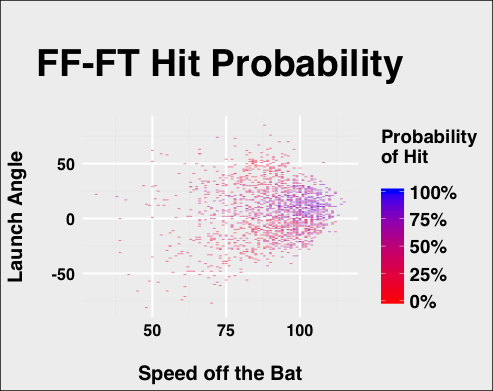 FF-FT Hit Probability
Launch Angle
50
0
-50
50 75 100
Speed off the Bat
Probability
of Hit
100%
75%
50%
25%
0%